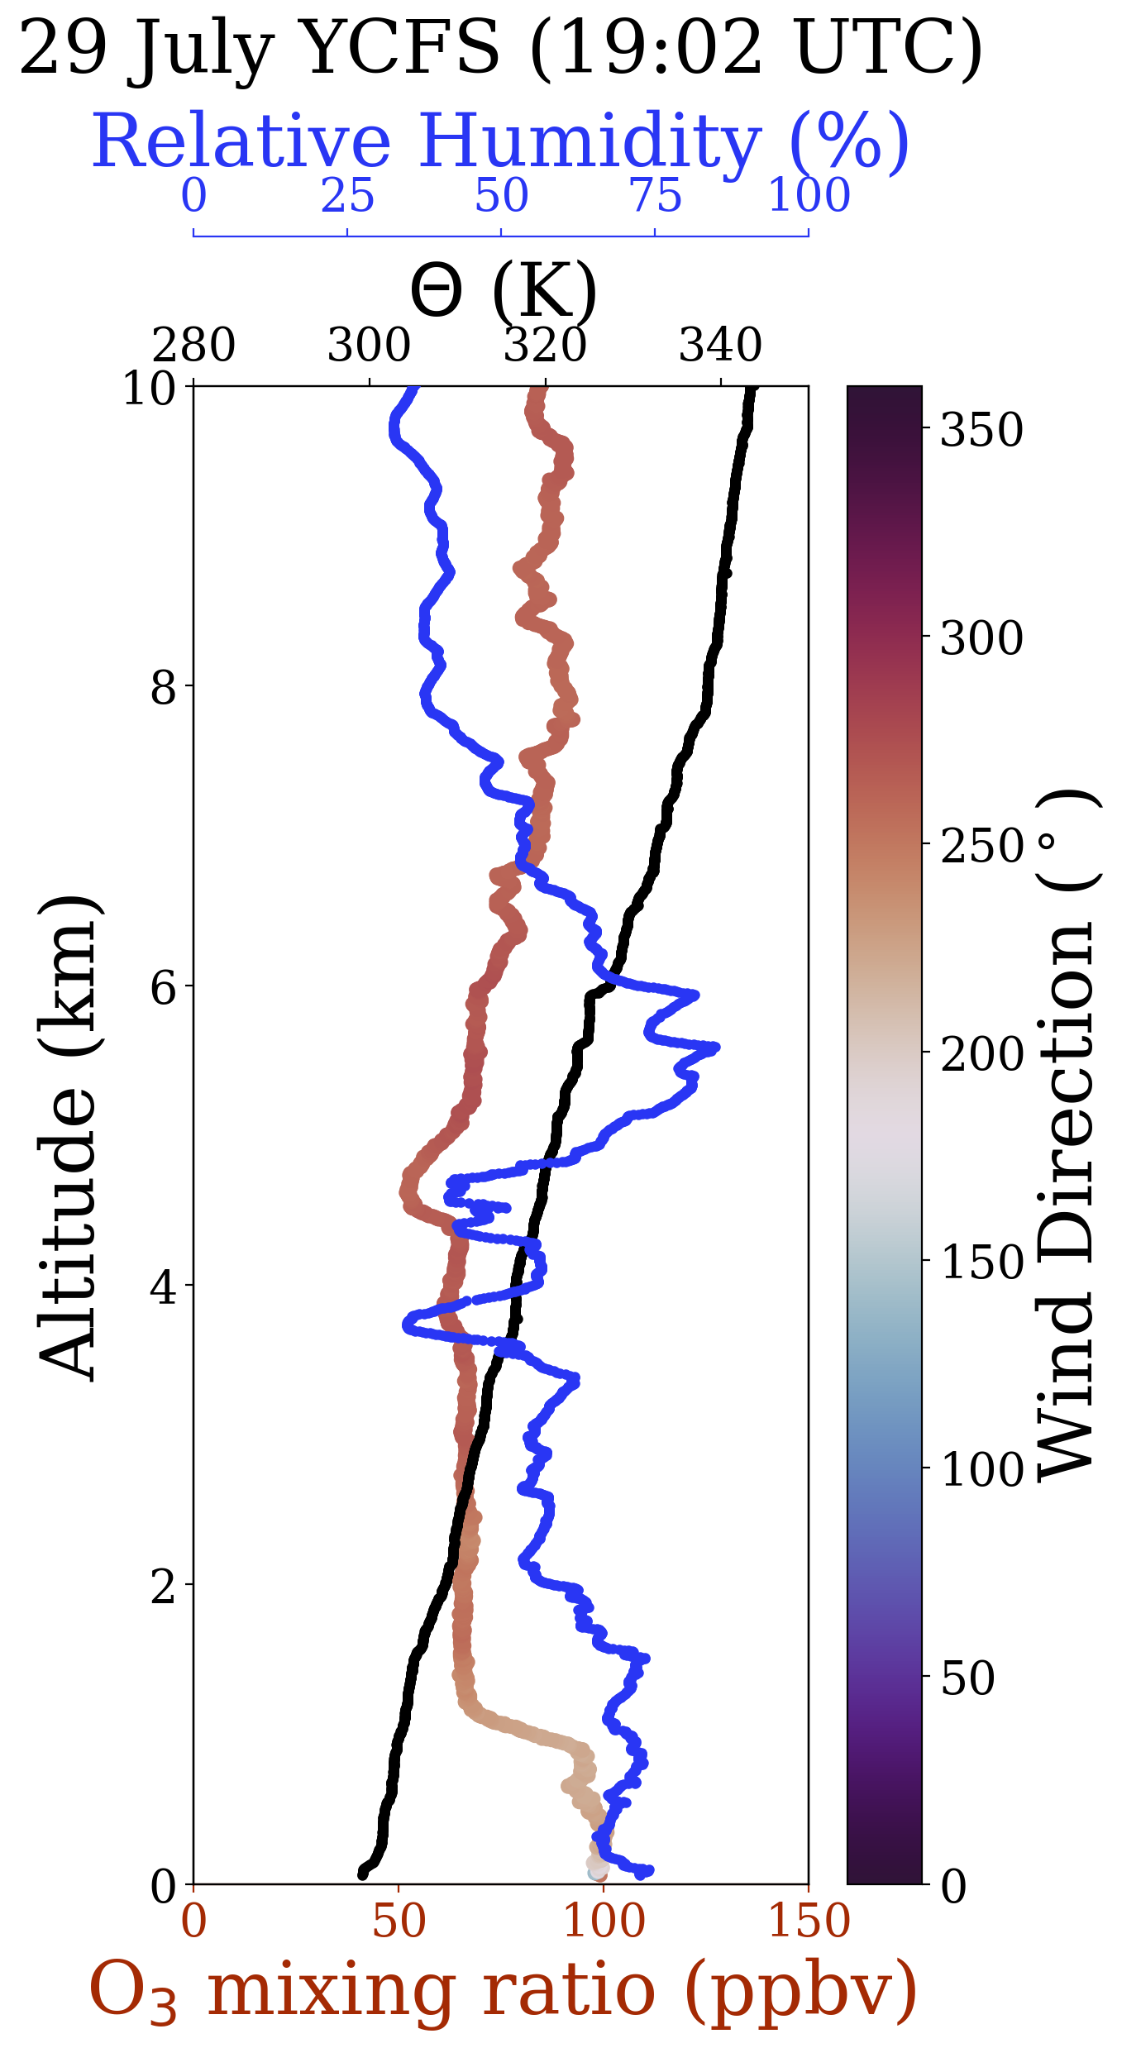 29 July YCFS (19:02 UTC)
Relative Humidity (%)
0 25 50 75 100
Θ (K)
280 300 320 340
10
8
6
4
2
0
Altitude (km)
0 50 100 150
O₃ mixing ratio (ppbv)
350
300
250
200
150
100
50
0
Wind Direction (°)